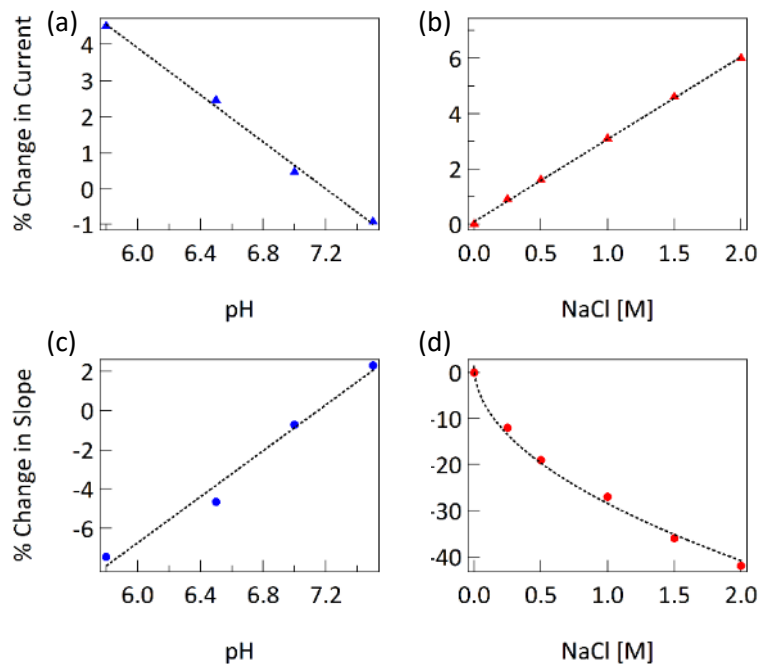 (a)
% Change in Current
4
3
2
1
0
-1
6.0 6.4 6.8 7.2
pH
(b)
6
4
2
0
0.0 0.5 1.0 1.5 2.0
NaCl [M]
(c)
% Change in Slope
2
0
-2
-4
-6
6.0 6.4 6.8 7.2
pH
(d)
0
-10
-20
-30
-40
0.0 0.5 1.0 1.5 2.0
NaCl [M]